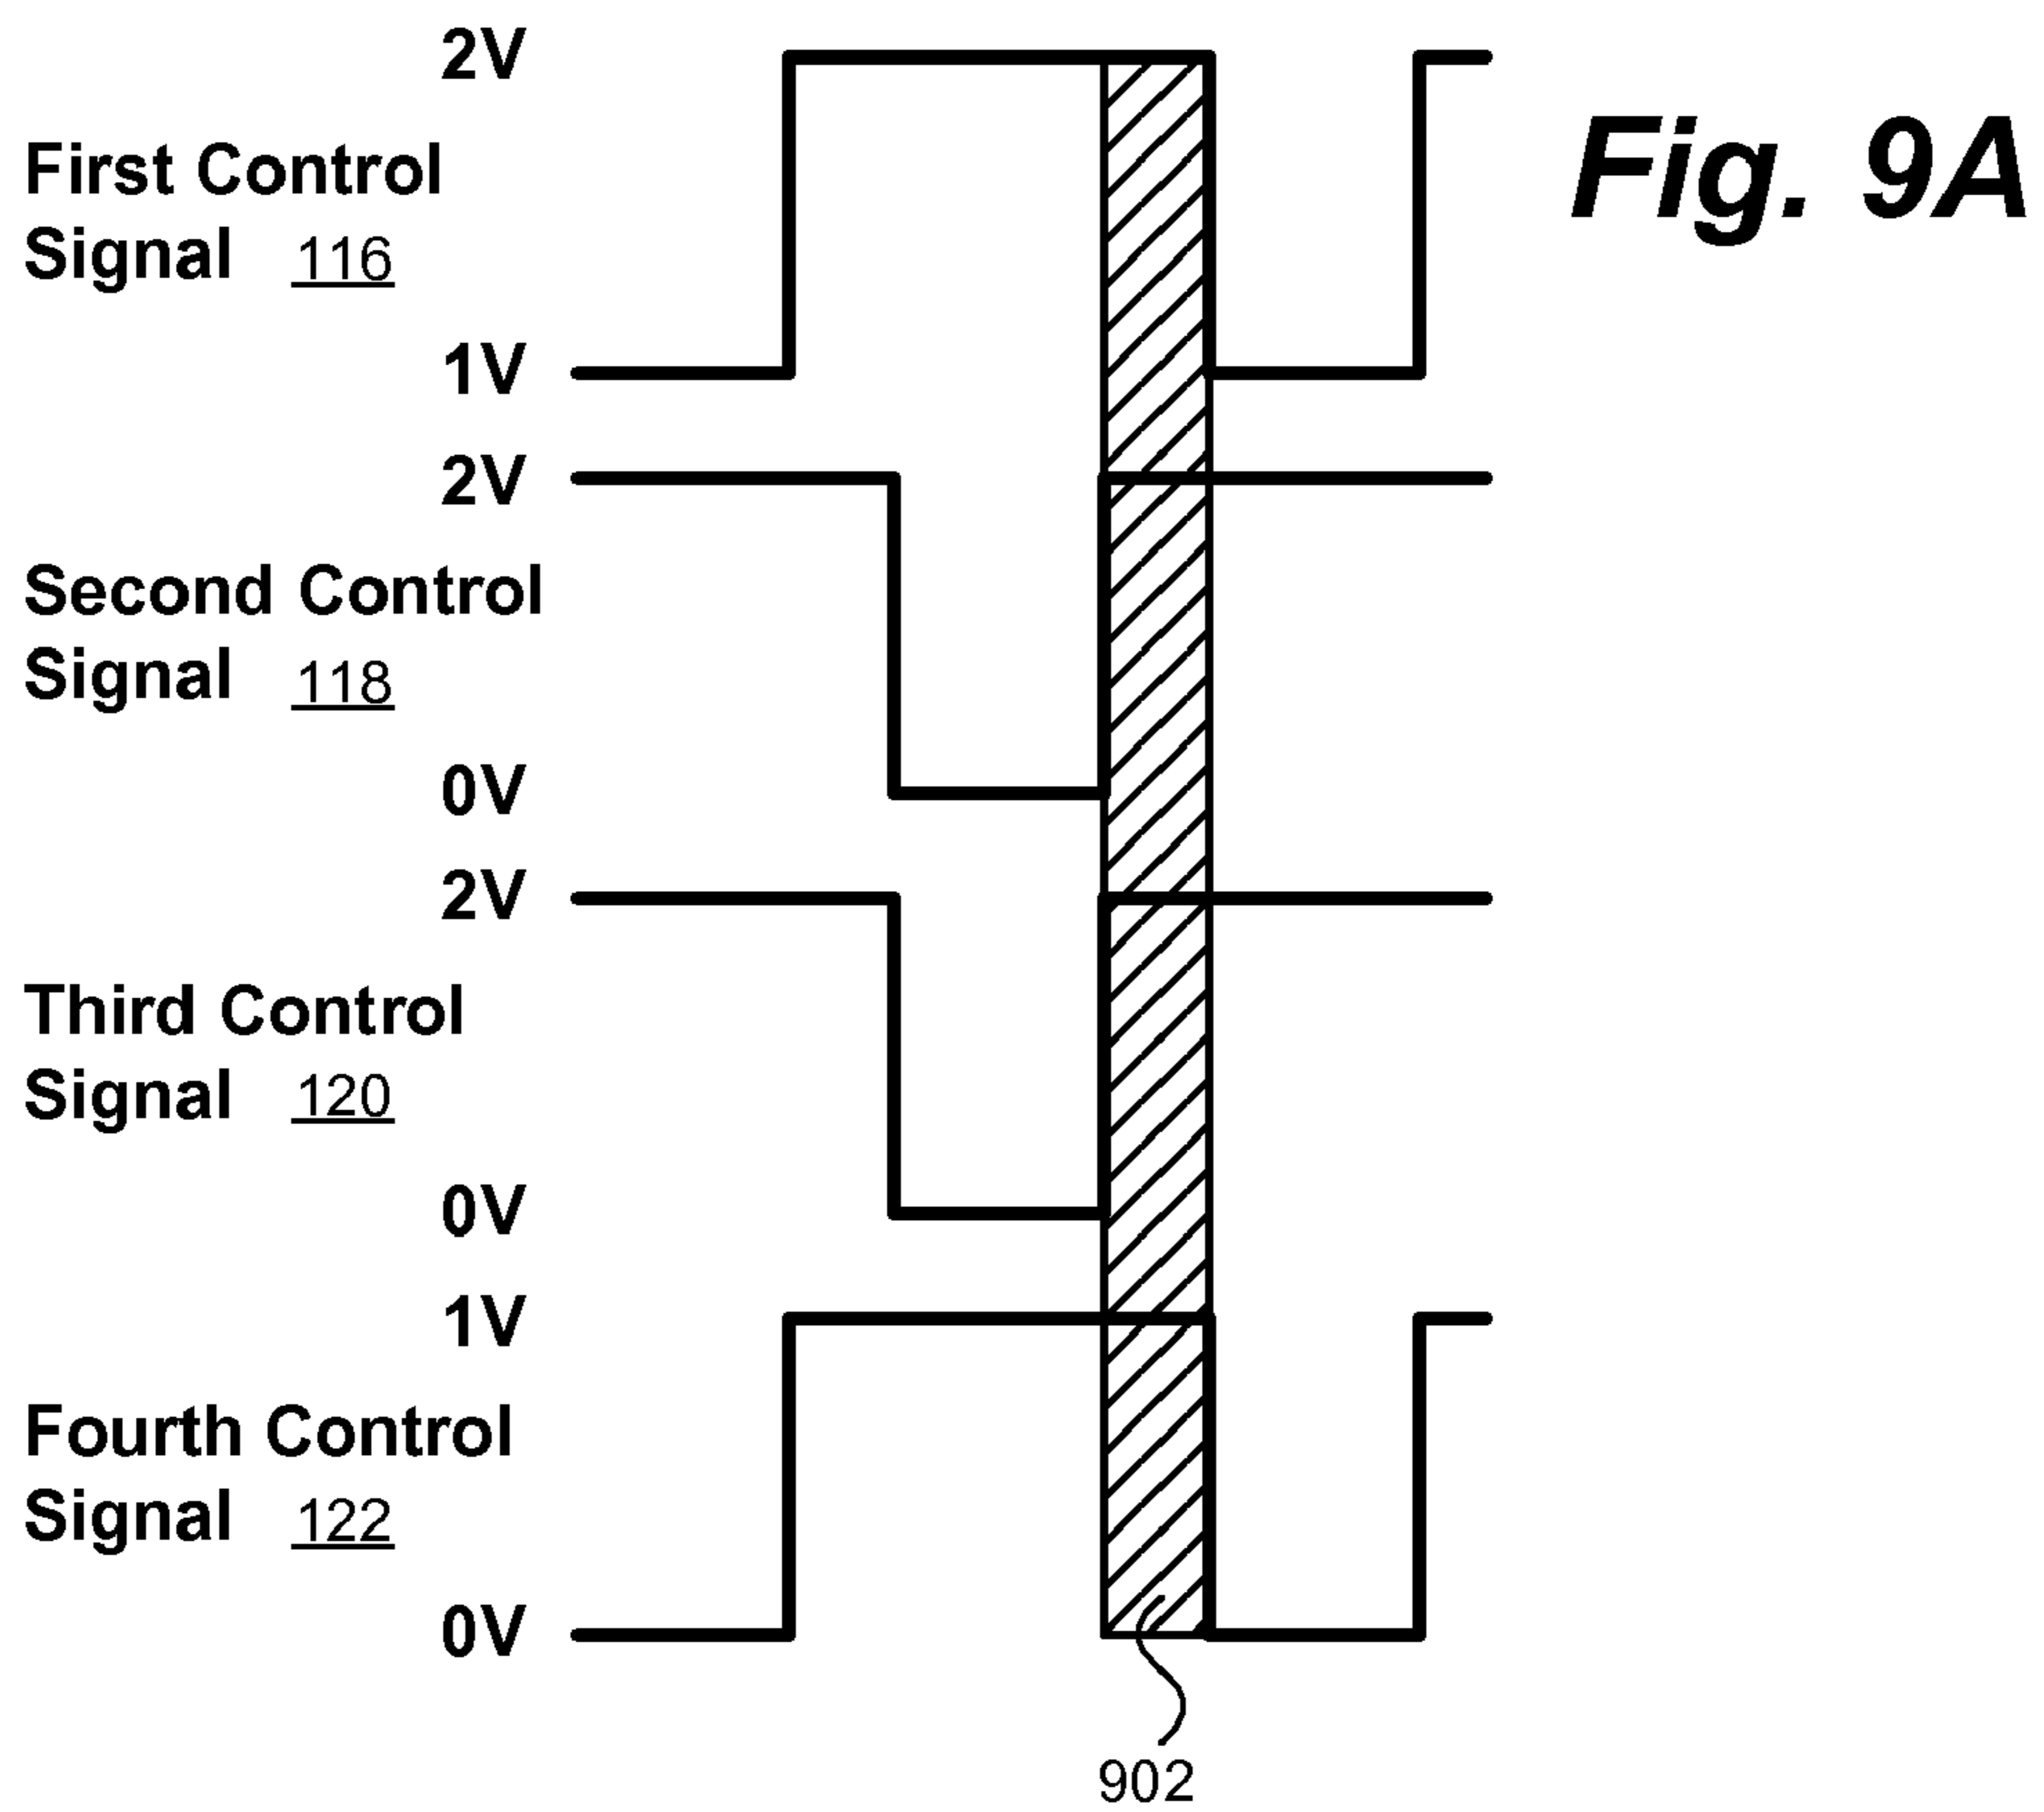 2V
Fig. 9A
First Control
Signal 116
1V
2V
Second Control
Signal 118
0V
2V
Third Control
Signal 120
0V
1V
Fourth Control
Signal 122
0V
902